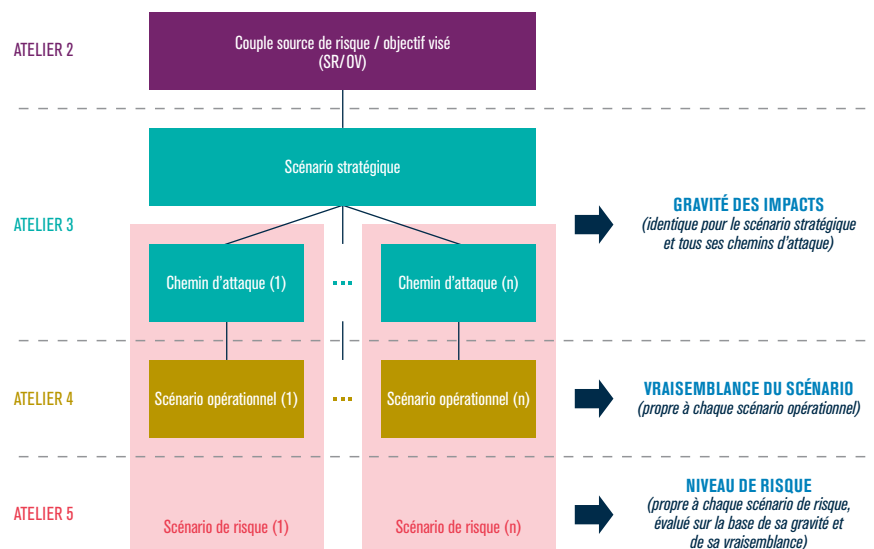 ATELIER 2
Couple source de risque / objectif visé
(SR/OV)
ATELIER 3
Scénario stratégique
Chemin d'attaque (1)
Chemin d'attaque (n)
GRAVITÉ DES IMPACTS
(identique pour le scénario stratégique
et tous ses chemins d'attaque)
ATELIER 4
Scénario opérationnel (1)
Scénario opérationnel (n)
VRAISEMBLANCE DU SCÉNARIO
(propre à chaque scénario opérationnel)
ATELIER 5
Scénario de risque (1)
Scénario de risque (n)
NIVEAU DE RISQUE
(propre à chaque scénario de risque,
évalué sur la base de sa gravité et
de sa vraisemblance)